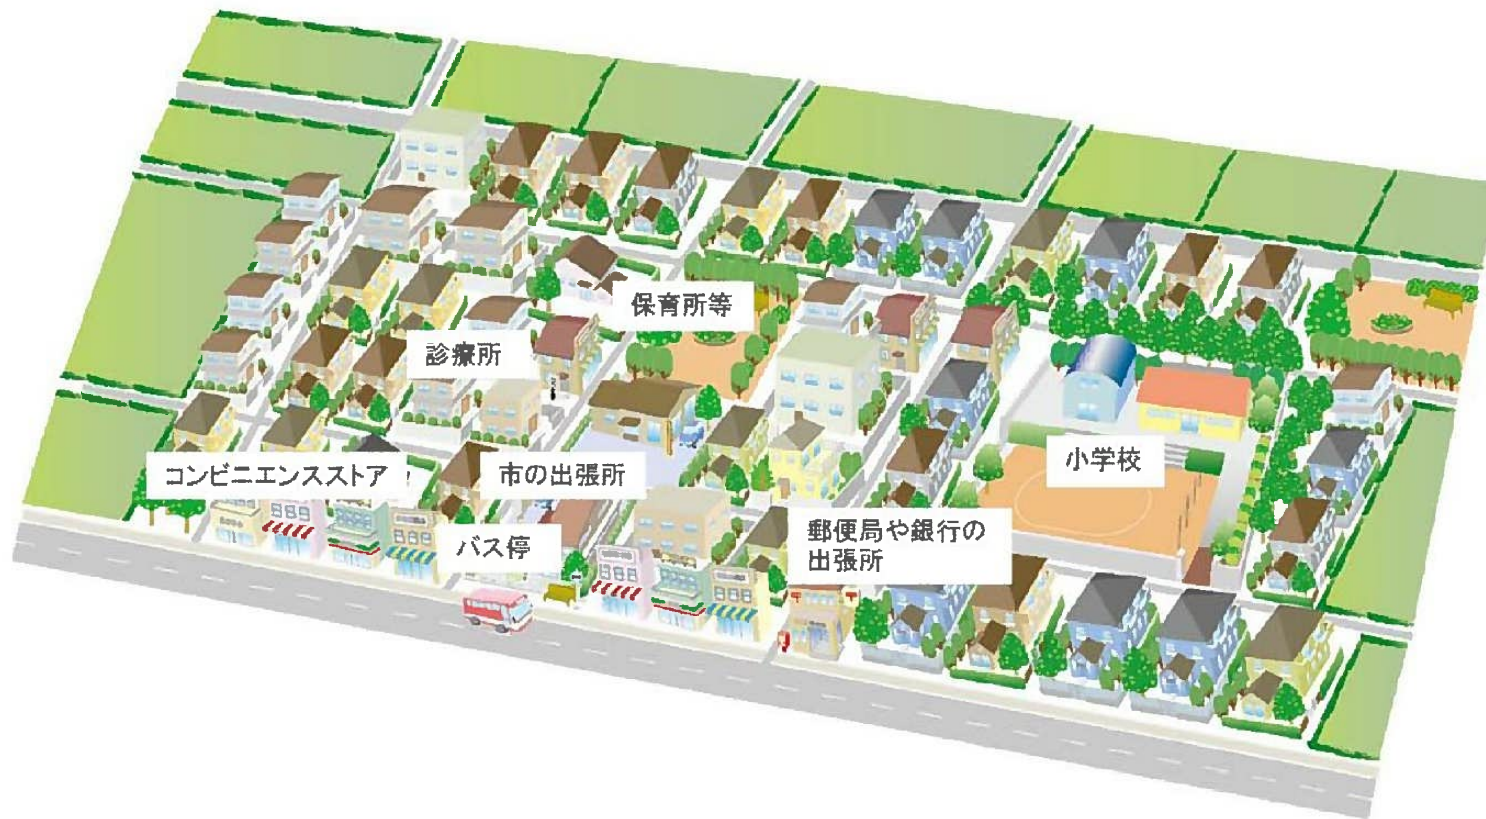 保育所等
診療所
小学校
コンビニエンスストア
市の出張所
バス停
郵便局や銀行の
出張所